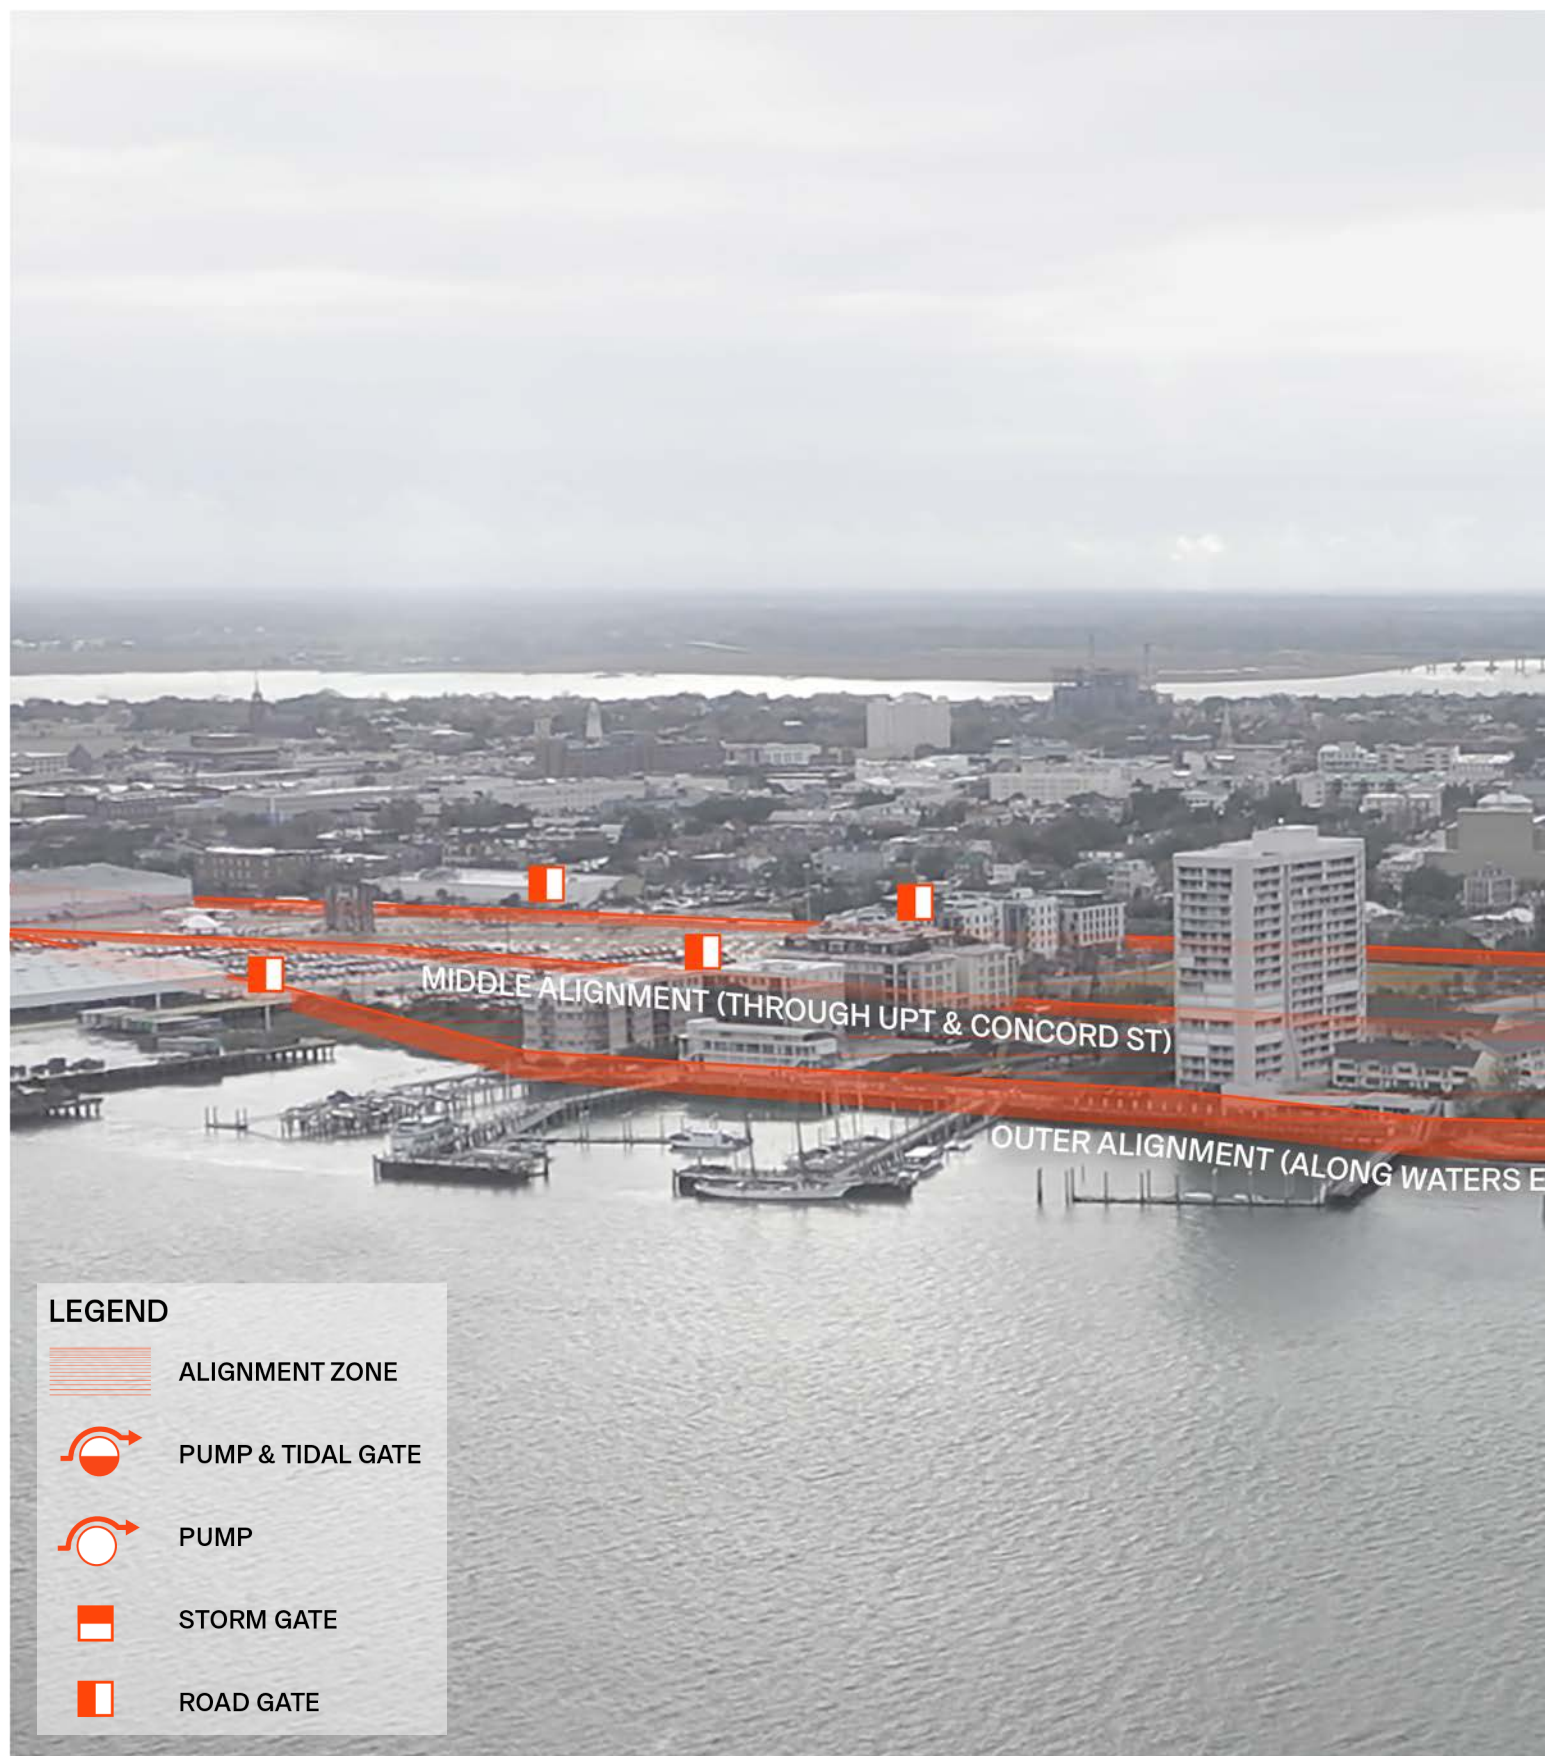 MIDDLE ALIGNMENT (THROUGH UPT & CONCORD ST)
OUTER ALIGNMENT (ALONG WATERS E
LEGEND
ALIGNMENT ZONE
PUMP & TIDAL GATE
PUMP
STORM GATE
ROAD GATE